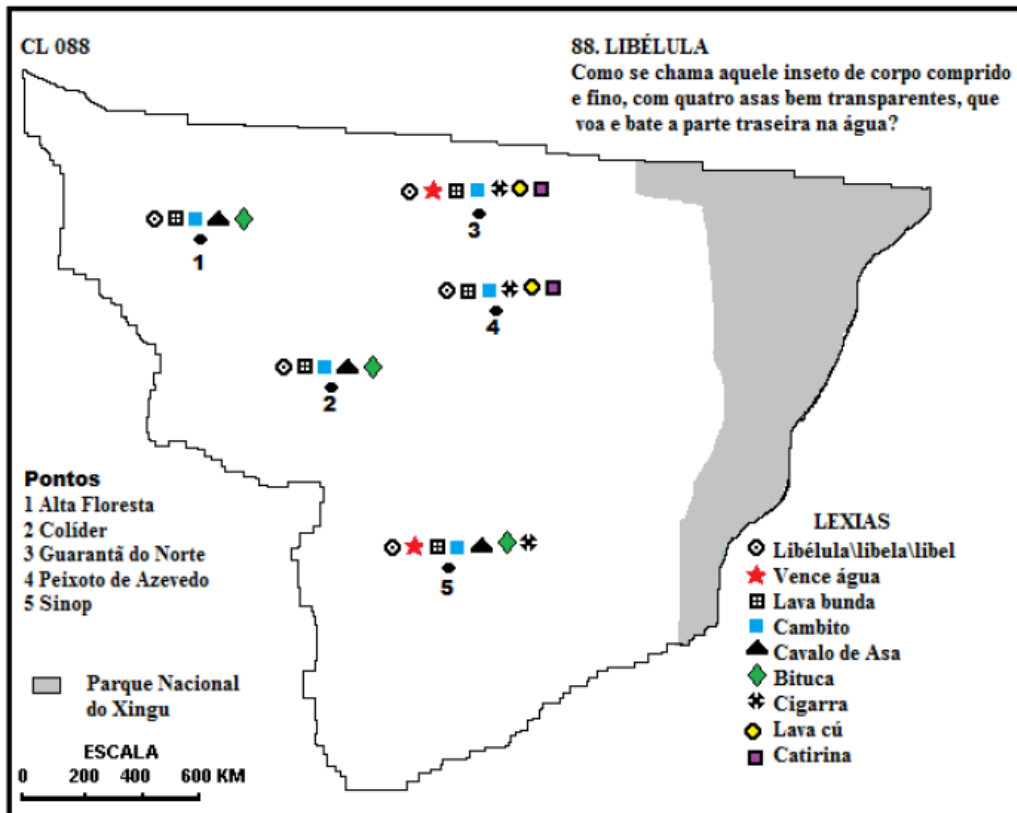 CL 088
88. LIBÉLULA
Como se chama aquele inseto de corpo comprido
e fino, com quatro asas bem transparentes, que
voa e bate a parte traseira na água?
1
2
3
4
5
Pontos
1 Alta Floresta
2 Colíder
3 Guarantã do Norte
4 Peixoto de Azevedo
5 Sinop
Parque Nacional
do Xingu
ESCALA
0 200 400 600 KM
LEXIAS
Libélula\libela\libel
Vence água
Lava bunda
Cambito
Cavalo de Asa
Bituca
Cigarra
Lava cú
Catirina